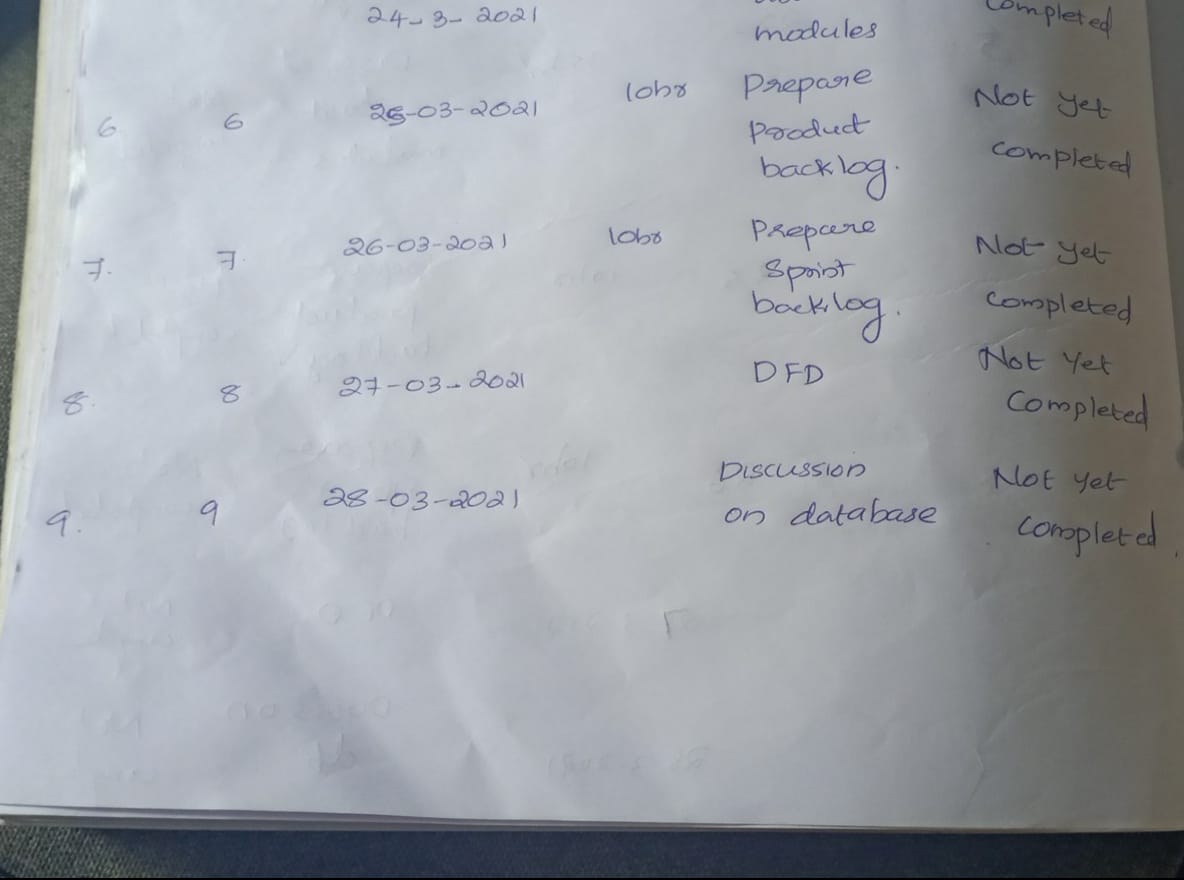 24-3-2021 modules Completed
6 6 25-03-2021 10hr Prepare Not yet
Product completed
backlog.
7. 7. 26-03-2021 10hr Prepare Not yet
Sprint
backlog. Completed
8. 8 27-03-2021 DFD Not Yet
Completed
9. 9 28-03-2021 Discussion Not yet
on database Completed